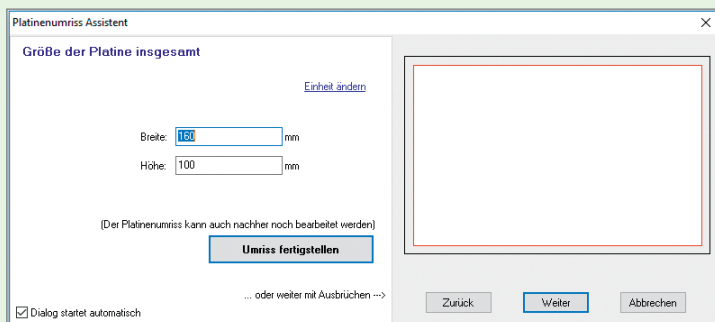 Platinenumriss Assistent
Größe der Platine insgesamt
Einheit ändern
Breite: 160 mm
Höhe: 100 mm
(Der Platinenumriss kann auch nachher noch bearbeitet werden)
Umriss fertigstellen
... oder weiter mit Ausbrüchen --->
Dialog startet automatisch
Zurück Weiter Abbrechen